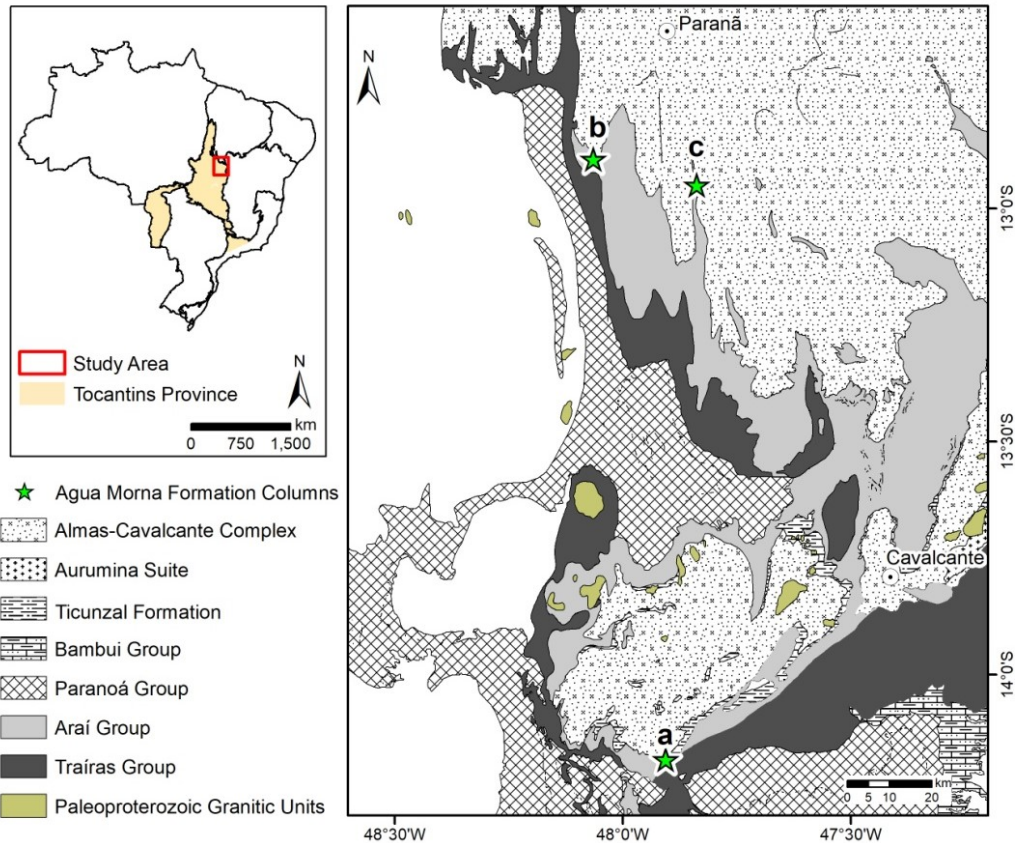 Study Area
Tocantins Province
N
km
0 750 1,500
Agua Morna Formation Columns
Almas-Cavalcante Complex
Aurumina Suite
Ticunzal Formation
Bambui Group
Paranoá Group
Araí Group
Traíras Group
Paleoproterozoic Granitic Units
N
Paranã
b
c
Cavalcante
a
km
0 5 10 20
13°0'S
13°30'S
14°0'S
48°30'W
48°0'W
47°30'W